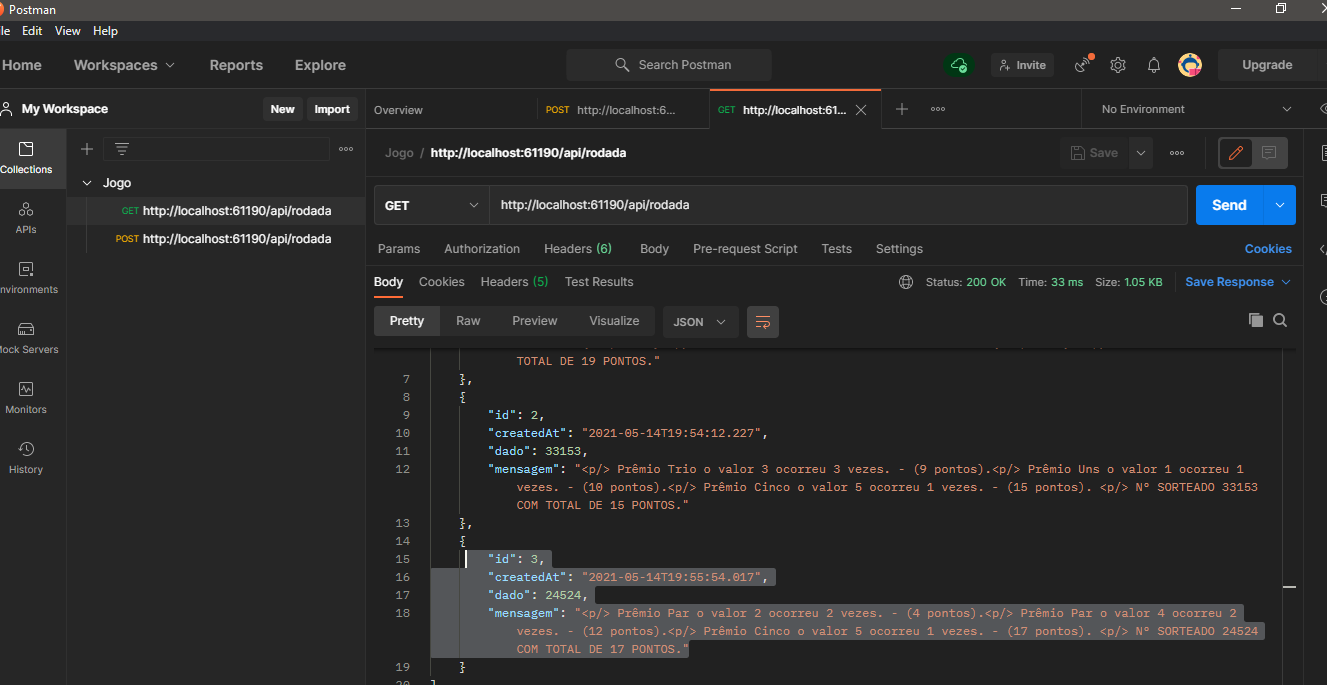 Postman
le Edit View Help
Home Workspaces Reports Explore Search Postman Invite Upgrade
My Workspace New Import Overview POST http://localhost:6... GET http://localhost:61... No Environment
Collections
APIs
nvironments
Mock Servers
Monitors
History
Jogo
GET http://localhost:61190/api/rodada
POST http://localhost:61190/api/rodada
Jogo / http://localhost:61190/api/rodada Save
GET http://localhost:61190/api/rodada Send
Params Authorization Headers (6) Body Pre-request Script Tests Settings Cookies
Body Cookies Headers (5) Test Results Status: 200 OK Time: 33 ms Size: 1.05 KB Save Response
Pretty Raw Preview Visualize JSON
TOTAL DE 19 PONTOS."
7 },
8 {
9 "id": 2,
10 "createdAt": "2021-05-14T19:54:12.227",
11 "dado": 33153,
12 "mensagem": "<p/> Prêmio Trio o valor 3 ocorreu 3 vezes. - (9 pontos).<p/> Prêmio Uns o valor 1 ocorreu 1
vezes. - (10 pontos).<p/> Prêmio Cinco o valor 5 ocorreu 1 vezes. - (15 pontos). <p/> Nº SORTEADO 33153
COM TOTAL DE 15 PONTOS."
13 },
14 {
15 "id": 3,
16 "createdAt": "2021-05-14T19:55:54.017",
17 "dado": 24524,
18 "mensagem": "<p/> Prêmio Par o valor 2 ocorreu 2 vezes. - (4 pontos).<p/> Prêmio Par o valor 4 ocorreu 2
vezes. - (12 pontos).<p/> Prêmio Cinco o valor 5 ocorreu 1 vezes. - (17 pontos). <p/> Nº SORTEADO 24524
COM TOTAL DE 17 PONTOS."
19 }
20 ]